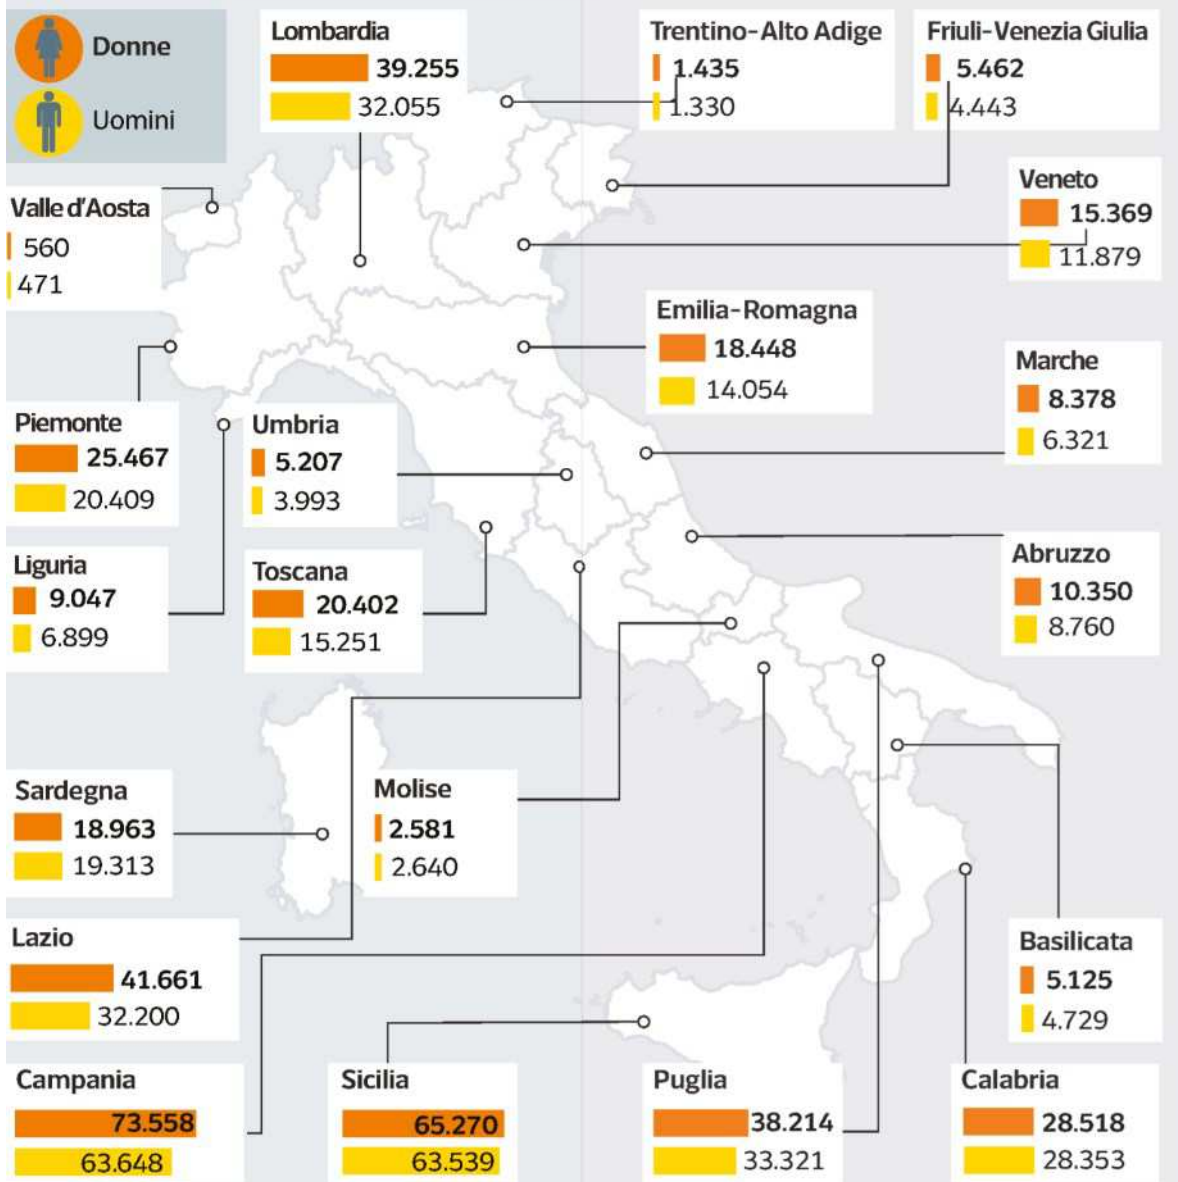 Donne
Uomini
Lombardia
39.255
32.055
Trentino-Alto Adige
1.435
1.330
Friuli-Venezia Giulia
5.462
4.443
Valle d'Aosta
560
471
Veneto
15.369
11.879
Emilia-Romagna
18.448
14.054
Marche
8.378
6.321
Piemonte
25.467
20.409
Umbria
5.207
3.993
Liguria
9.047
6.899
Toscana
20.402
15.251
Abruzzo
10.350
8.760
Sardegna
18.963
19.313
Molise
2.581
2.640
Lazio
41.661
32.200
Basilicata
5.125
4.729
Campania
73.558
63.648
Sicilia
65.270
63.539
Puglia
38.214
33.321
Calabria
28.518
28.353